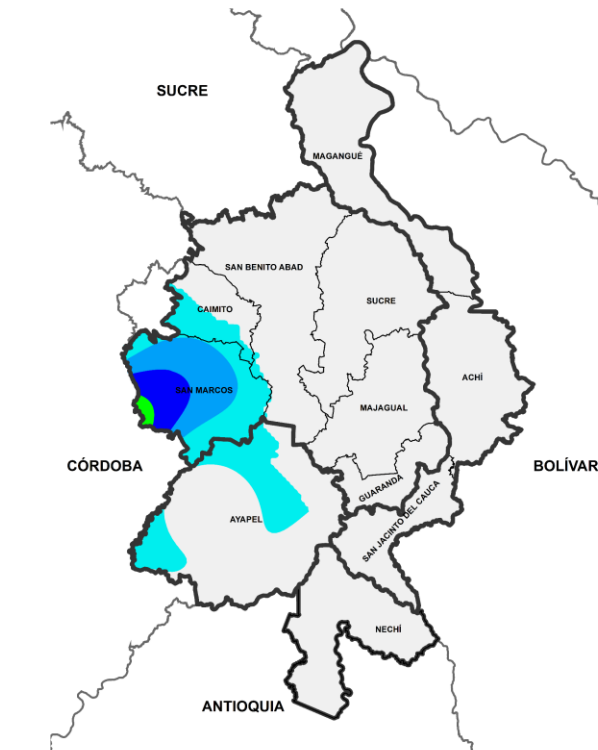 SUCRE
MAGANGUÉ
SAN BENITO ABAD
SUCRE
CAIMITO
ACHÍ
SAN MARCOS
MAJAGUAL
CÓRDOBA
BOLÍVAR
GUARANDA
SAN JACINTO DEL CAUCA
AYAPEL
NECHÍ
ANTIOQUIA